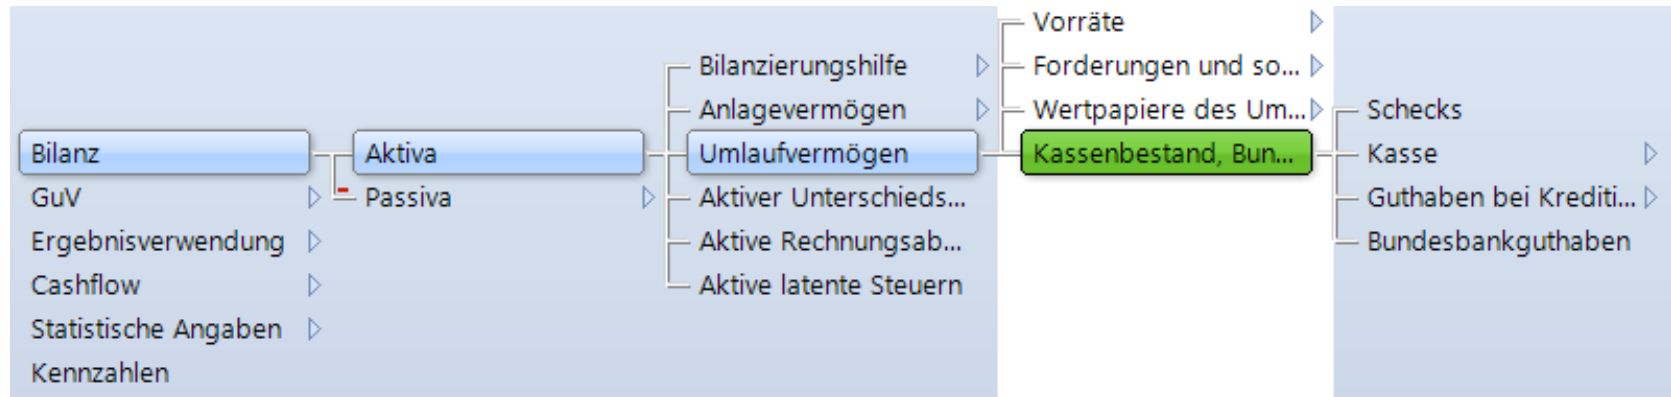 Bilanz
GuV
Ergebnisverwendung
Cashflow
Statistische Angaben
Kennzahlen
Aktiva
Passiva
Bilanzierungshilfe
Anlagevermögen
Umlaufvermögen
Aktiver Unterschieds...
Aktive Rechnungsab...
Aktive latente Steuern
Vorräte
Forderungen und so...
Wertpapiere des Um...
Kassenbestand, Bun...
Schecks
Kasse
Guthaben bei Krediti...
Bundesbankguthaben